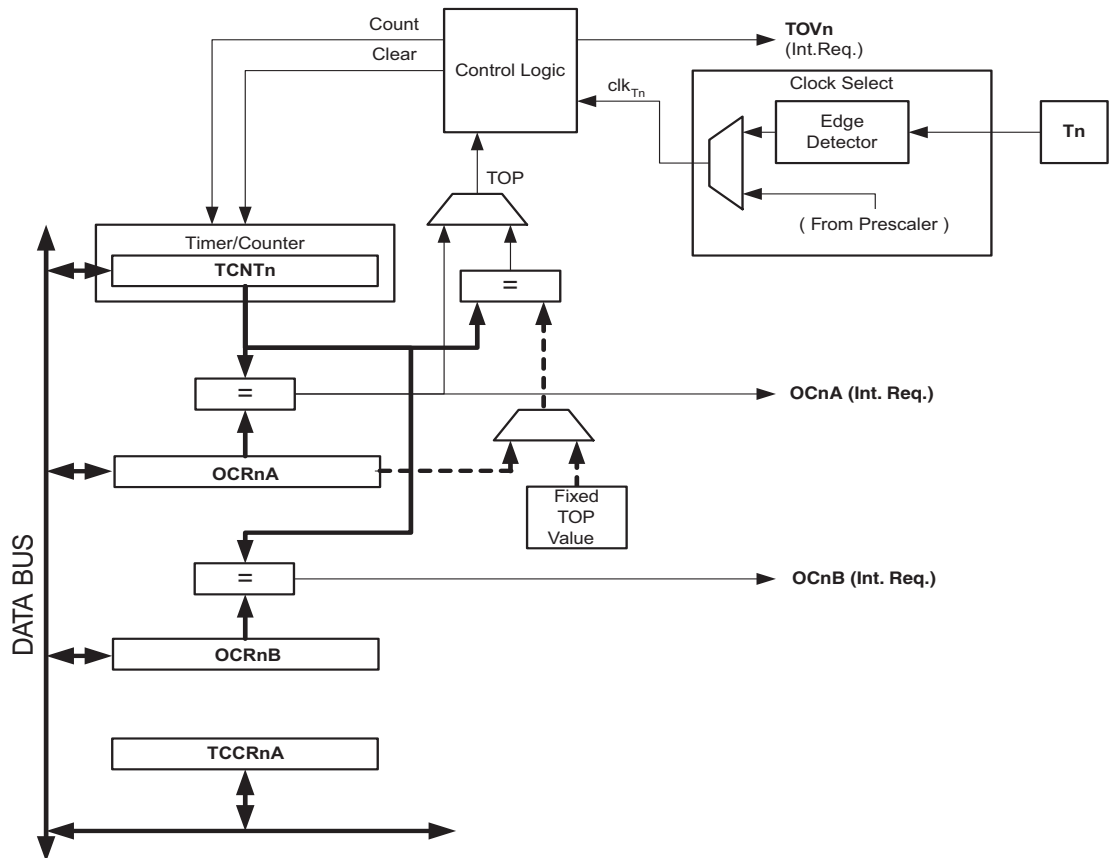 Count
TOVn
(Int.Req.)
Clear
Control Logic
clkTn
Clock Select
Edge
Detector
Tn
TOP
( From Prescaler )
Timer/Counter
TCNTn
=
=
OCnA (Int. Req.)
OCRnA
Fixed
TOP
Value
=
OCnB (Int. Req.)
DATA BUS
OCRnB
TCCRnA